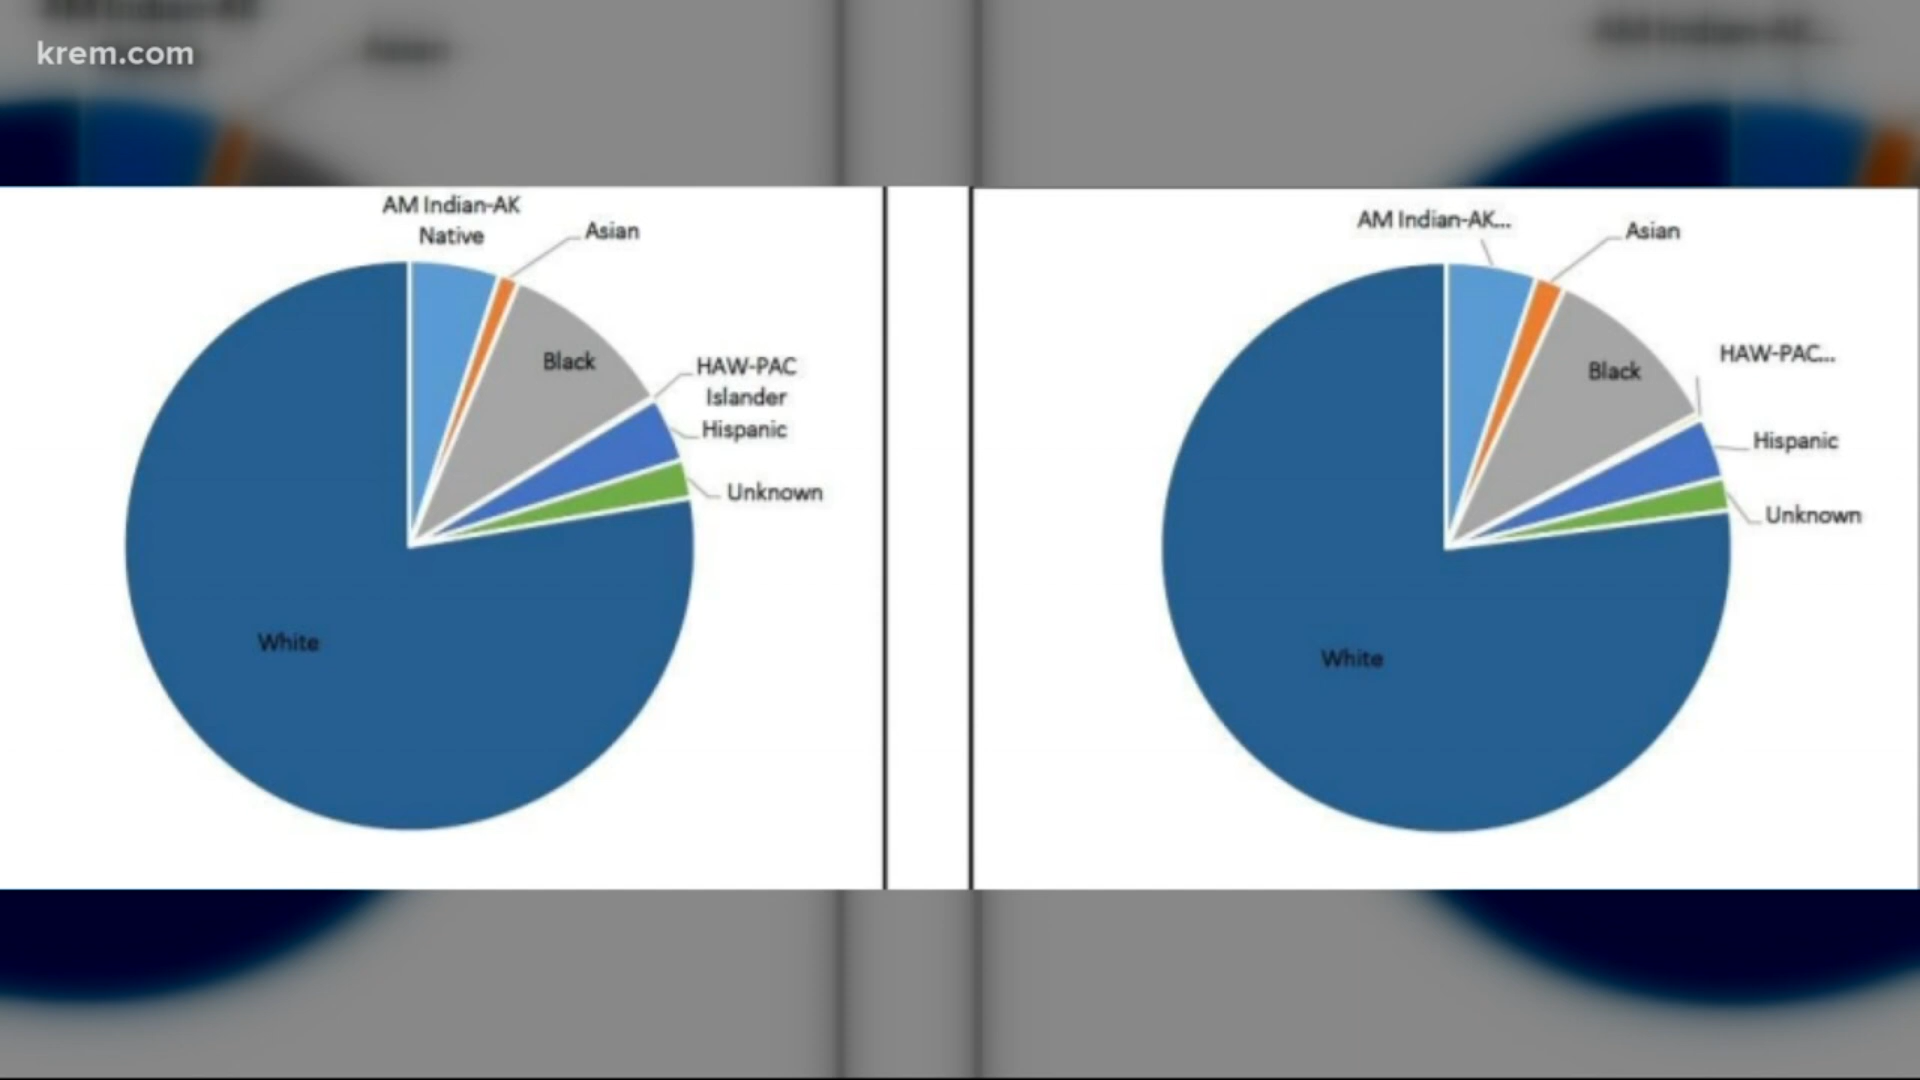 krem.com
AM Indian-AK
Native
Asian
Black
HAW-PAC
Islander
Hispanic
Unknown
White
AM Indian-AK...
Asian
Black
HAW-PAC...
Hispanic
Unknown
White